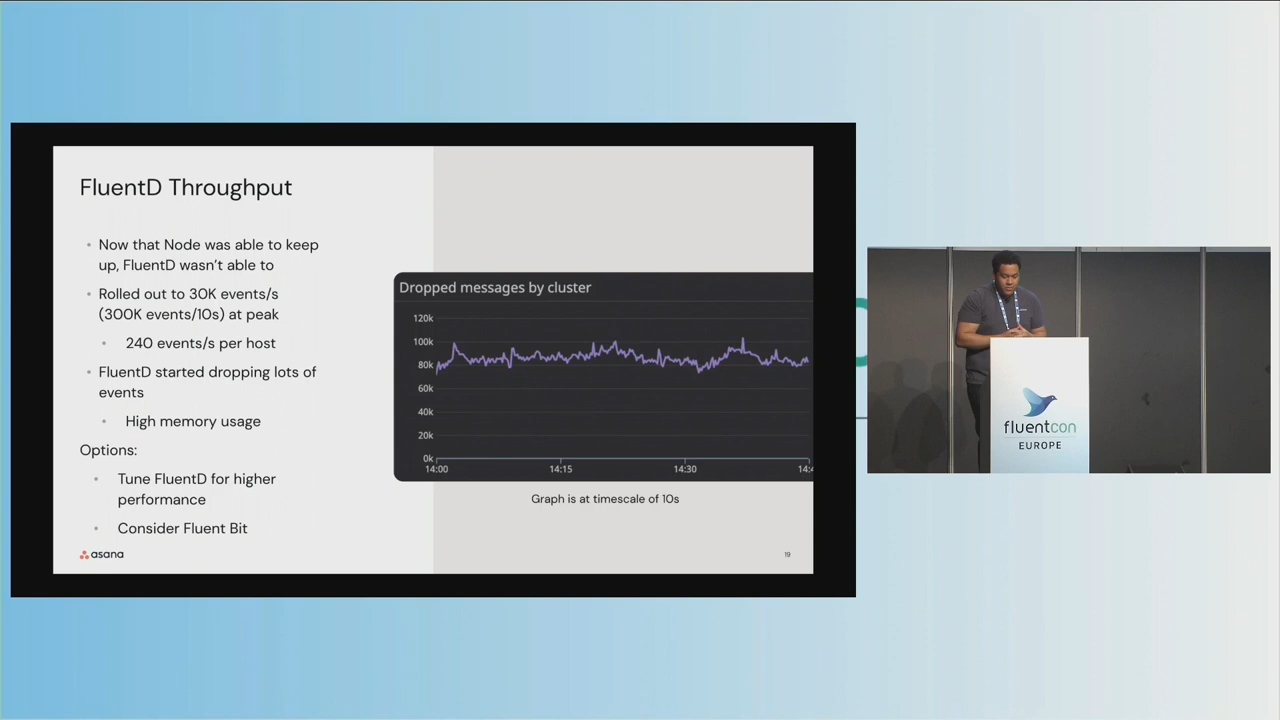 FluentD Throughput
• Now that Node was able to keep
up, FluentD wasn't able to
• Rolled out to 30K events/s
(300K events/10s) at peak
• 240 events/s per host
• FluentD started dropping lots of
events
• High memory usage
Options:
• Tune FluentD for higher
performance
• Consider Fluent Bit
asana
Dropped messages by cluster
120k
100k
80k
60k
40k
20k
0k
14:00
14:15
14:30
14:4
Graph is at timescale of 10s
19
fluentcon
EUROPE